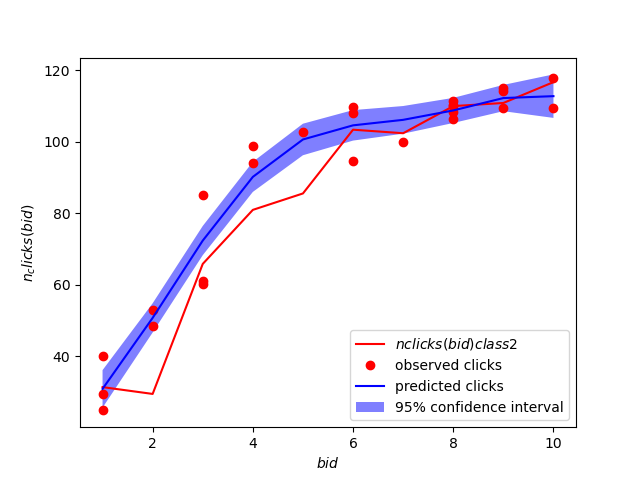 120
100
80
60
40
n_clicks(bid)
2
4
6
8
10
bid
nclicks(bid)class2
observed clicks
predicted clicks
95% confidence interval